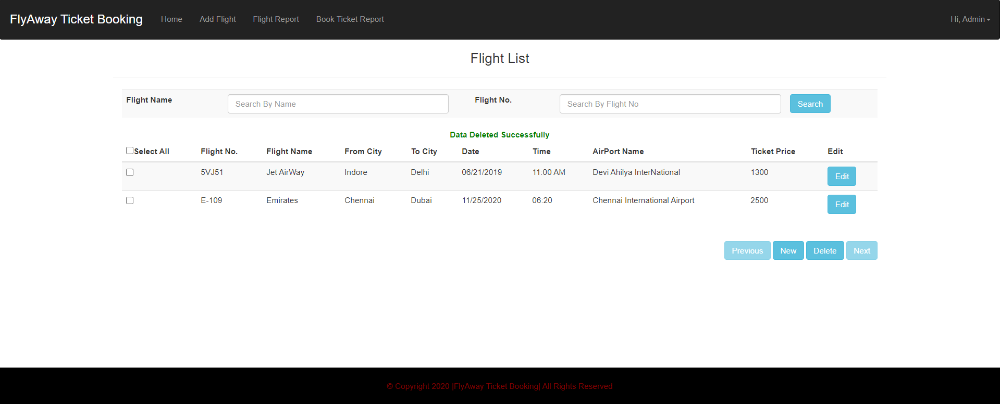 FlyAway Ticket Booking Home Add Flight Flight Report Book Ticket Report Hi, Admin
Flight List
Flight Name Search By Name Flight No. Search By Flight No Search
Data Deleted Successfully
Select All Flight No. Flight Name From City To City Date Time AirPort Name Ticket Price Edit
5VJ51 Jet AirWay Indore Delhi 06/21/2019 11:00 AM Devi Ahilya InterNational 1300 Edit
E-109 Emirates Chennai Dubai 11/25/2020 06:20 Chennai International Airport 2500 Edit
Previous New Delete Next
© Copyright 2020 |FlyAway Ticket Booking| All Rights Reserved